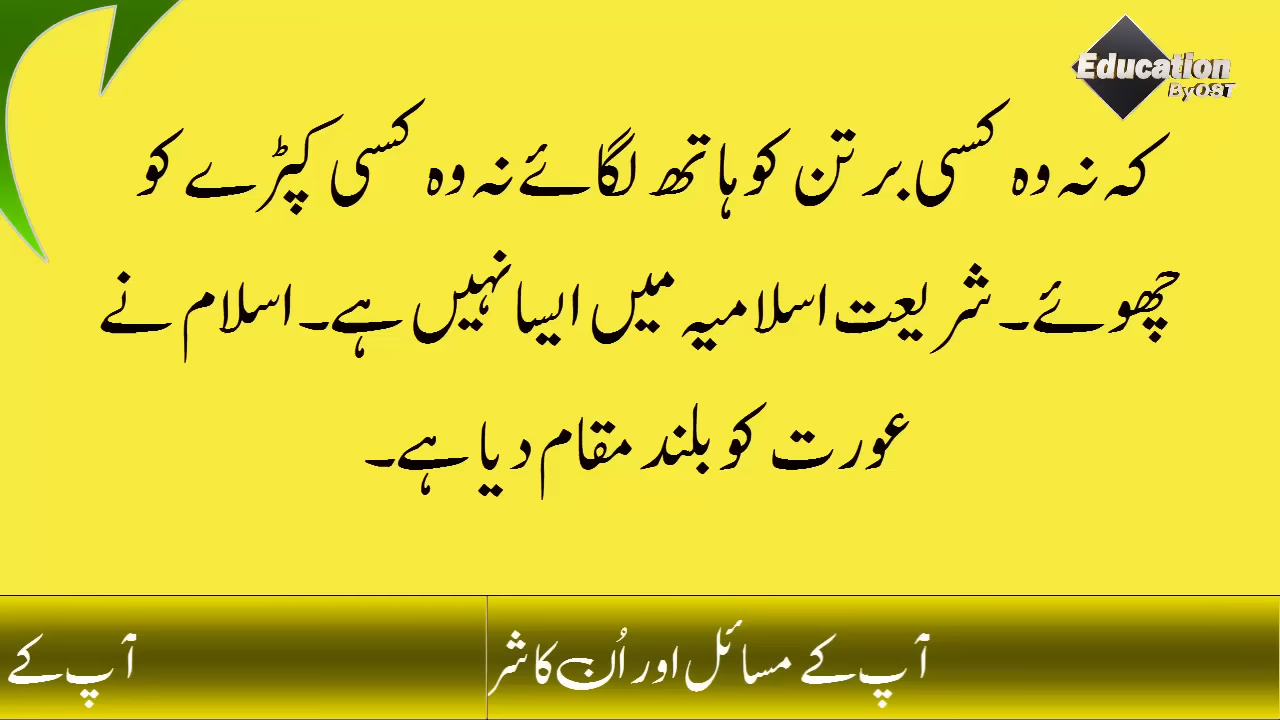 Education
ByOST
کہ نہ وہ کسی برتن کو ہاتھ لگائے نہ وہ کسی کپڑے کو
چھوئے۔ شریعت اسلامیہ میں ایسا نہیں ہے۔ اسلام نے
عورت کو بلند مقام دیا ہے۔
آپ کے مسائل اور اُن کا شر
آپ کے